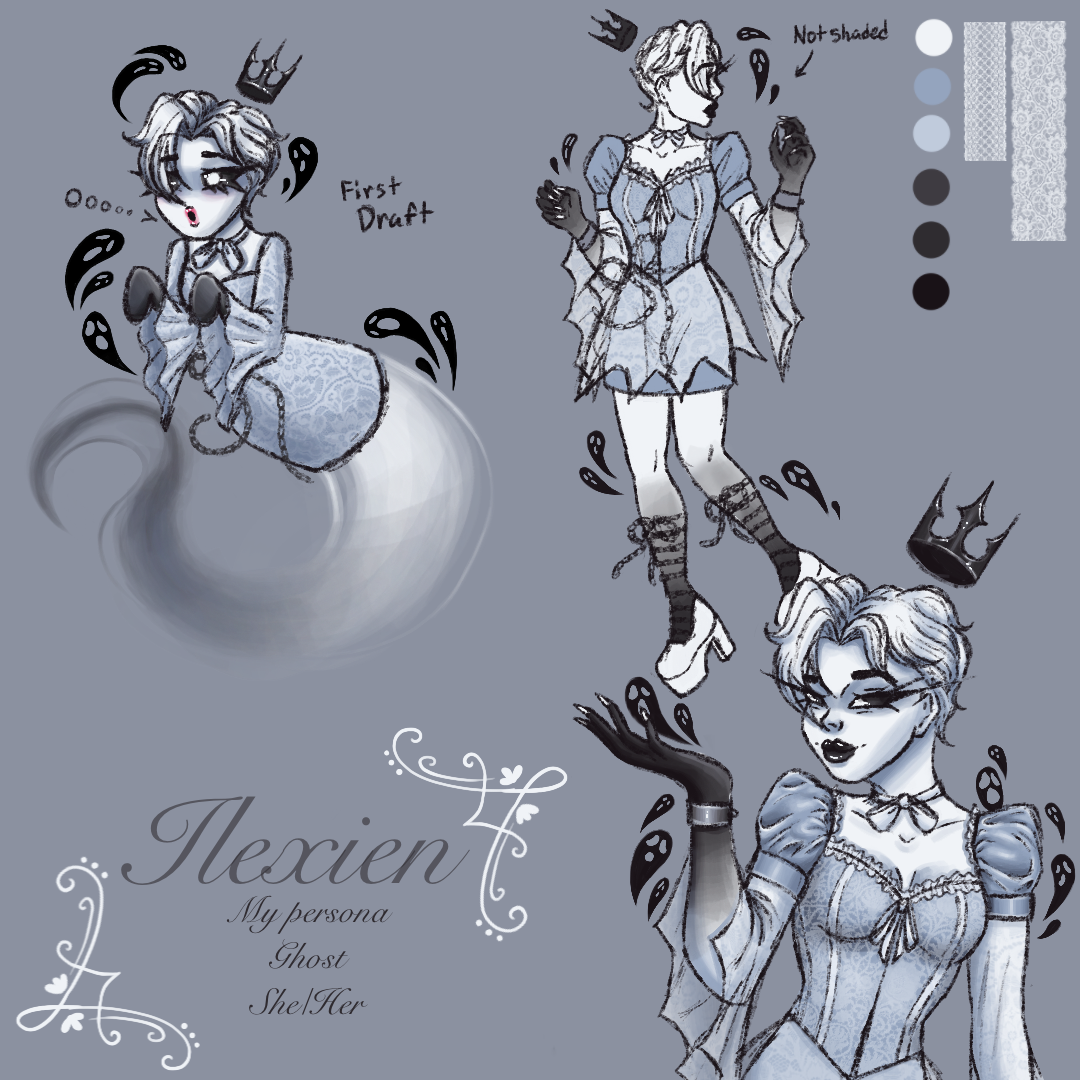 Not shaded
First
Draft
Oooo..
Ilexien
My persona
Ghost
She/Her